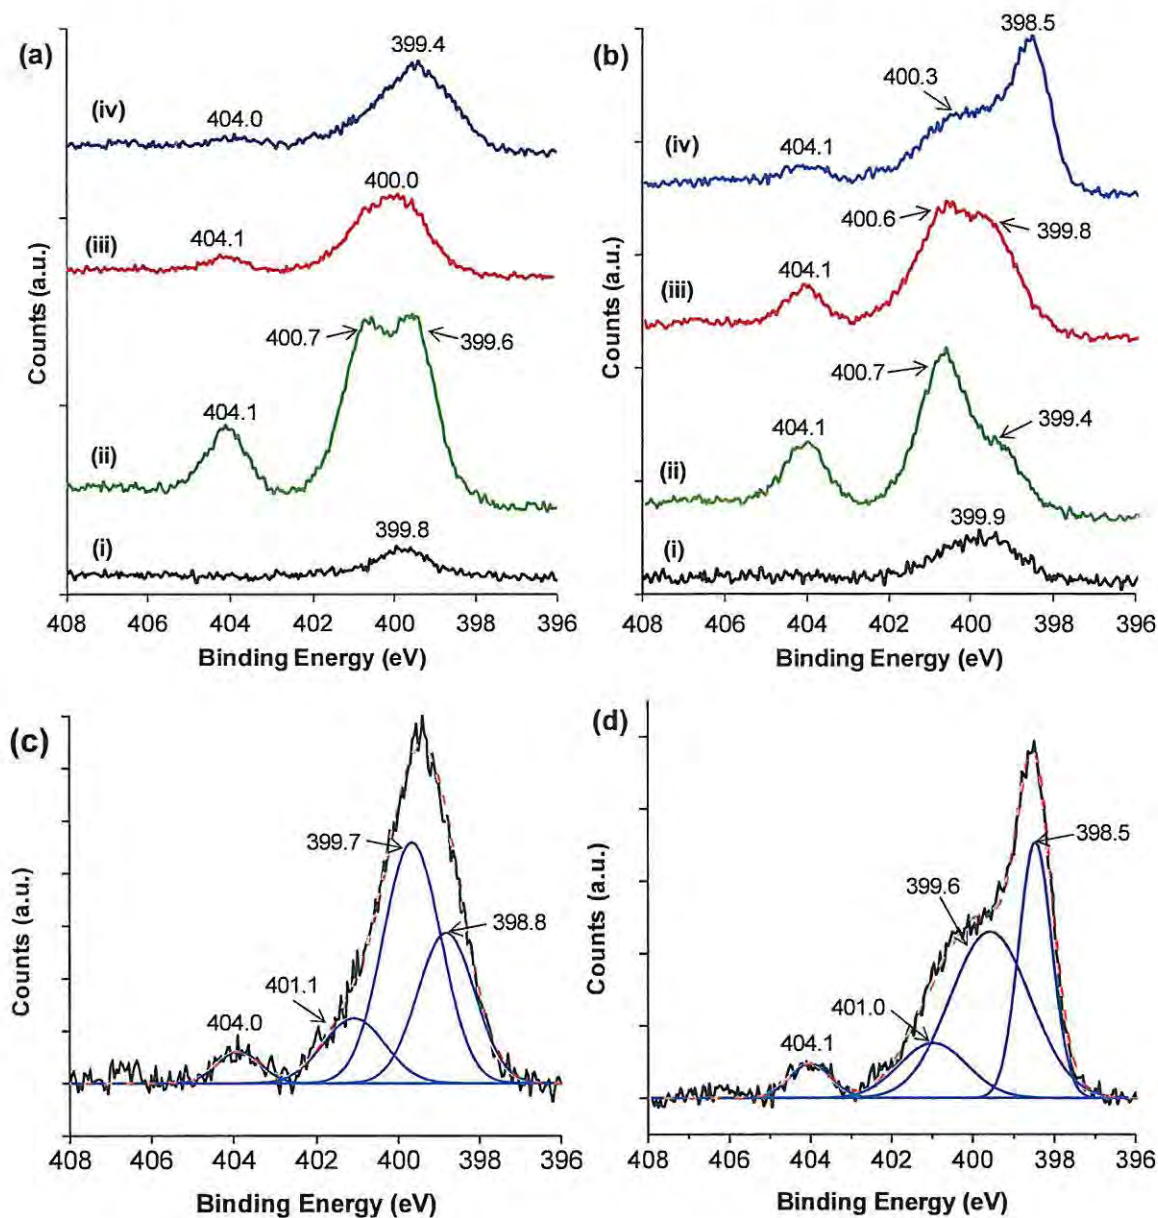 (a)
399.4
(iv)
404.0
400.0
(iii)
404.1
400.7
399.6
404.1
(ii)
399.8
(i)
Counts (a.u.)
408 406 404 402 400 398 396
Binding Energy (eV)
(b)
398.5
400.3
(iv)
404.1
400.6
399.8
404.1
(iii)
400.7
404.1
399.4
(ii)
399.9
(i)
Counts (a.u.)
408 406 404 402 400 398 396
Binding Energy (eV)
(c)
399.7
398.8
401.1
404.0
Counts (a.u.)
408 406 404 402 400 398 396
Binding Energy (eV)
(d)
398.5
399.6
401.0
404.1
Counts (a.u.)
408 406 404 402 400 398 396
Binding Energy (eV)